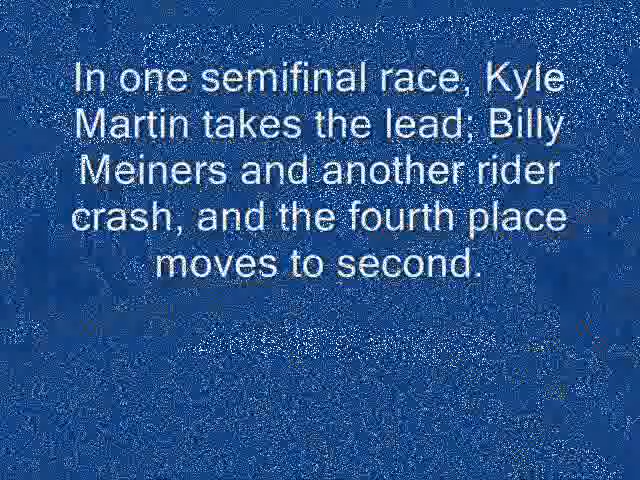 In one semifinal race, Kyle
Martin takes the lead; Billy
Meiners and another rider
crash, and the fourth place
moves to second.